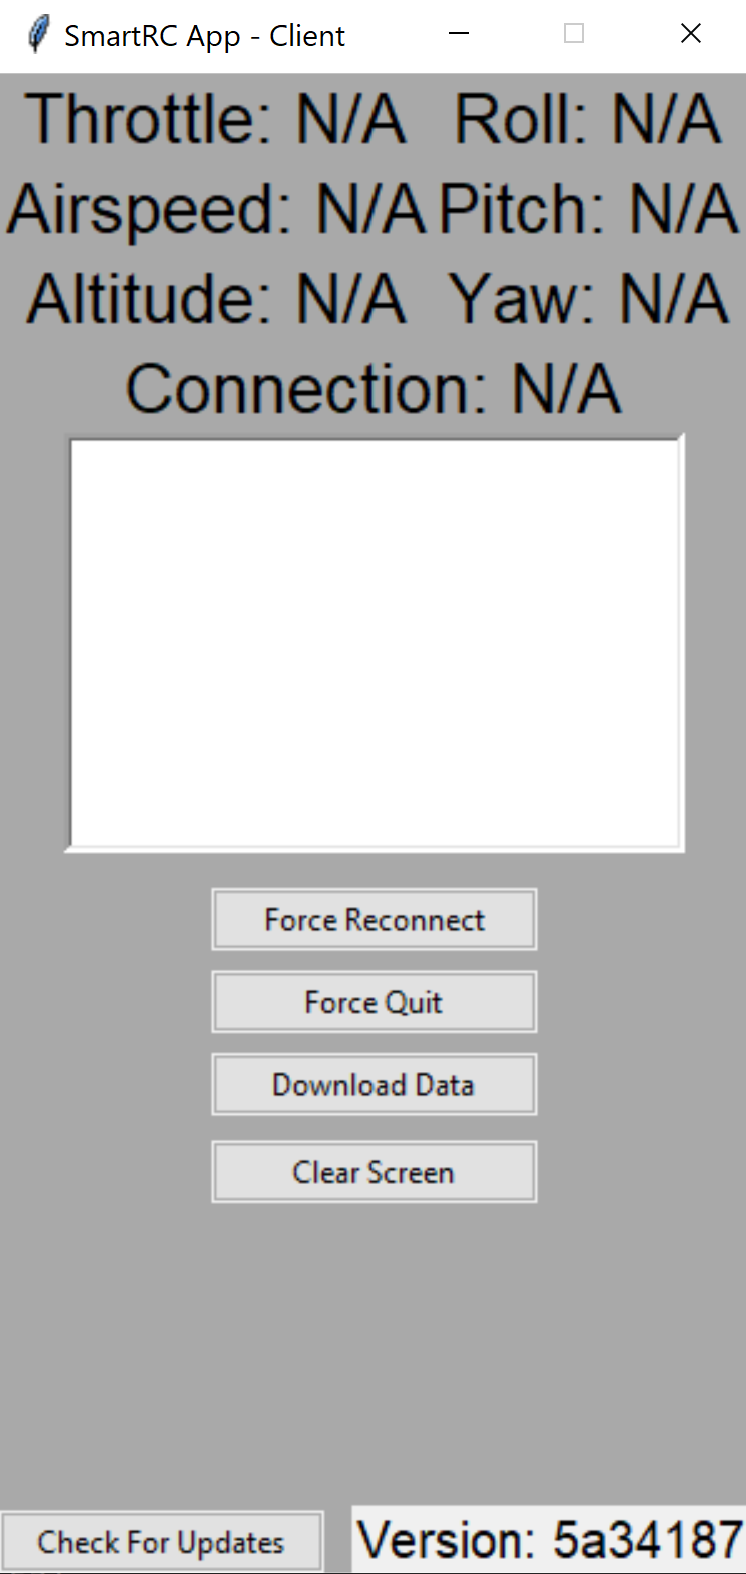 SmartRC App - Client
Throttle: N/A Roll: N/A
Airspeed: N/A Pitch: N/A
Altitude: N/A Yaw: N/A
Connection: N/A
Force Reconnect
Force Quit
Download Data
Clear Screen
Check For Updates Version: 5a34187